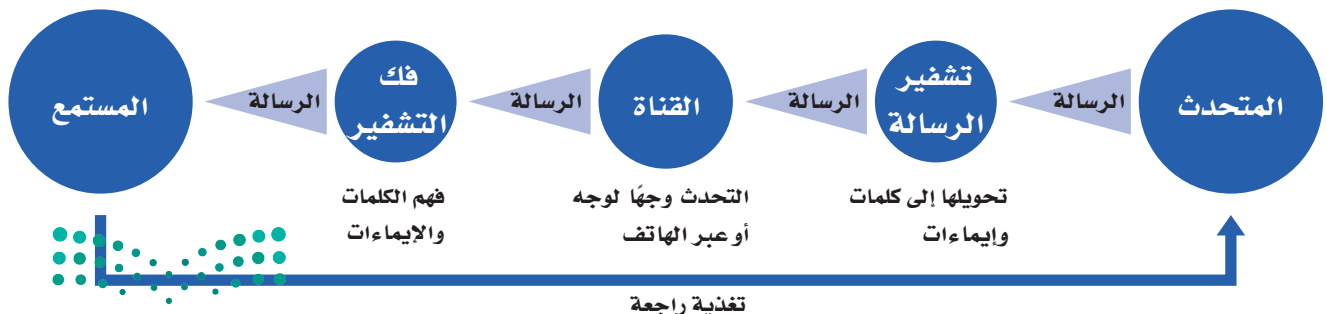 المتحدث
الرسالة
تشفير
الرسالة
الرسالة
القناة
الرسالة
فك
التشفير
الرسالة
المستمع
تحويلها إلى كلمات
وإيماءات
التحدث وجهًا لوجه
أو عبر الهاتف
فهم الكلمات
والإيماءات
تغذية راجعة